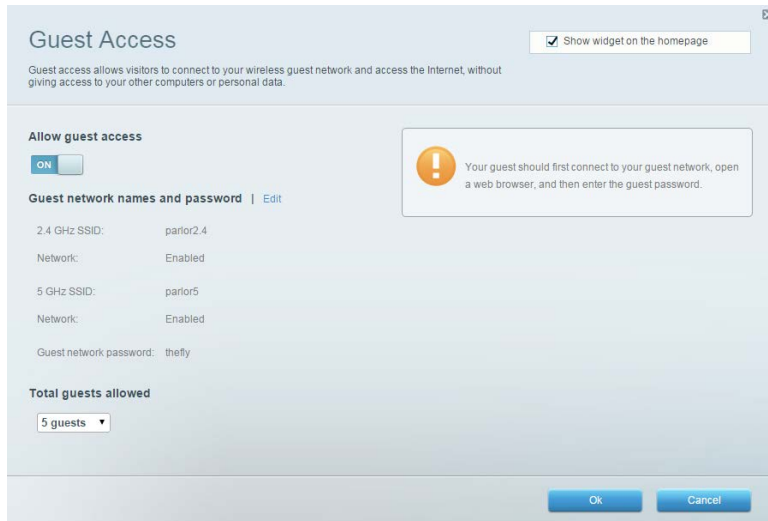 Guest Access
Show widget on the homepage
Guest access allows visitors to connect to your wireless guest network and access the Internet, without
giving access to your other computers or personal data.
Allow guest access
ON
Your guest should first connect to your guest network, open
a web browser, and then enter the guest password.
Guest network names and password | Edit
2.4 GHz SSID: parlor2.4
Network: Enabled
5 GHz SSID: parlor5
Network: Enabled
Guest network password: thefly
Total guests allowed
5 guests
Ok
Cancel